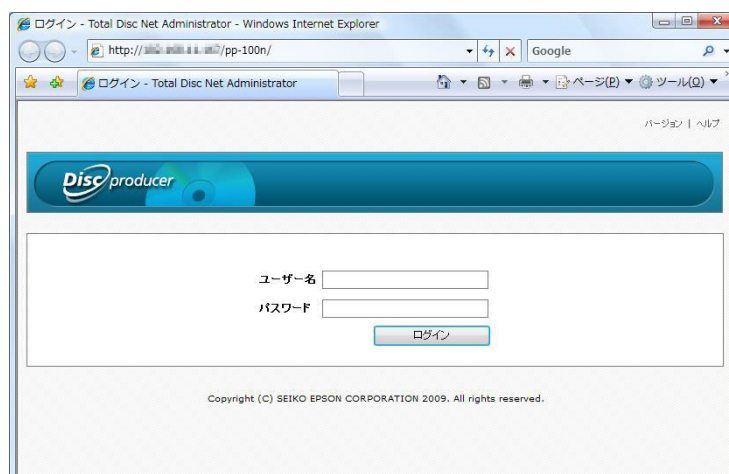 ログイン - Total Disc Net Administrator - Windows Internet Explorer
http:// /pp-100n/
Google
ログイン - Total Disc Net Administrator
ページ(P) ツール(O)
バージョン | ヘルプ
Disc producer
ユーザー名
パスワード
ログイン
Copyright (C) SEIKO EPSON CORPORATION 2009. All rights reserved.